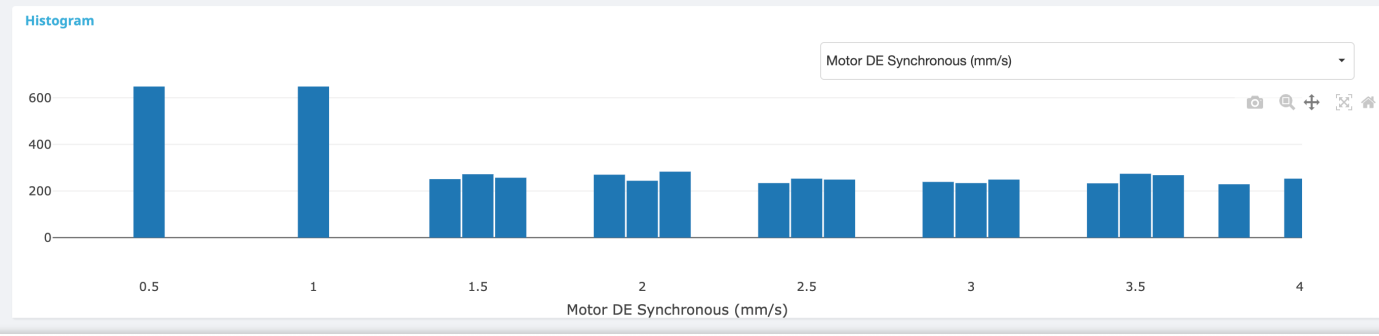 Histogram
Motor DE Synchronous (mm/s)
600
400
200
0
0.5 1 1.5 2 2.5 3 3.5 4
Motor DE Synchronous (mm/s)